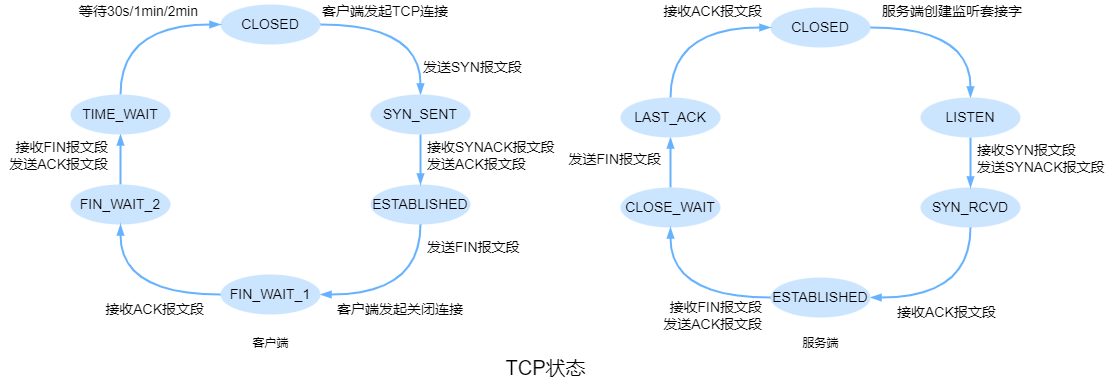 等待30s/1min/2min
CLOSED
客户端发起TCP连接
发送SYN报文段
TIME_WAIT
SYN_SENT
接收FIN报文段
发送ACK报文段
接收SYNACK报文段
发送ACK报文段
FIN_WAIT_2
ESTABLISHED
发送FIN报文段
FIN_WAIT_1
接收ACK报文段
客户端发起关闭连接
客户端
接收ACK报文段
CLOSED
服务端创建监听套接字
LAST_ACK
LISTEN
发送FIN报文段
接收SYN报文段
发送SYNACK报文段
CLOSE_WAIT
SYN_RCVD
ESTABLISHED
接收FIN报文段
发送ACK报文段
接收ACK报文段
服务端
TCP状态